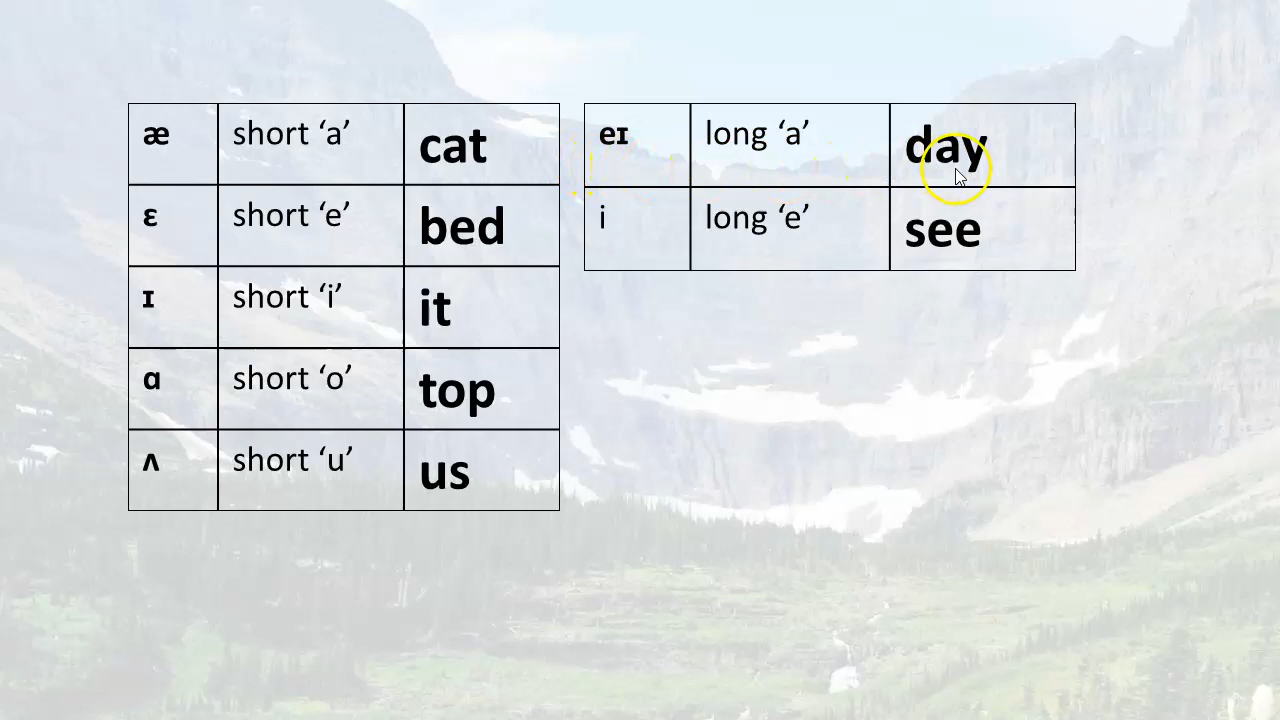 æ short ‘a’ cat
ɛ short ‘e’ bed
ɪ short ‘i’ it
ɑ short ‘o’ top
ʌ short ‘u’ us
eɪ long ‘a’ day
i long ‘e’ see